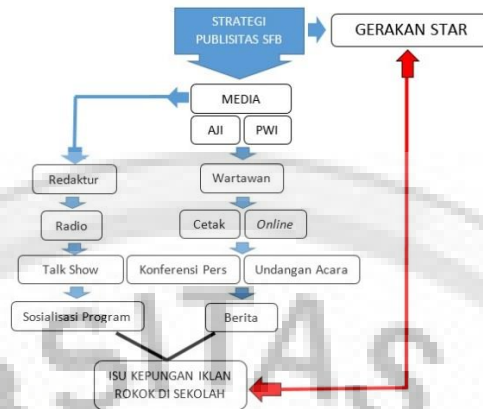 STRATEGI
PUBLISITAS SFB
GERAKAN STAR
MEDIA
AJI
PWI
Redaktur
Wartawan
Radio
Cetak
Online
Talk Show
Konferensi Pers
Undangan Acara
Sosialisasi Program
Berita
ISU KEPUNGAN IKLAN
ROKOK DI SEKOLAH
SITAS